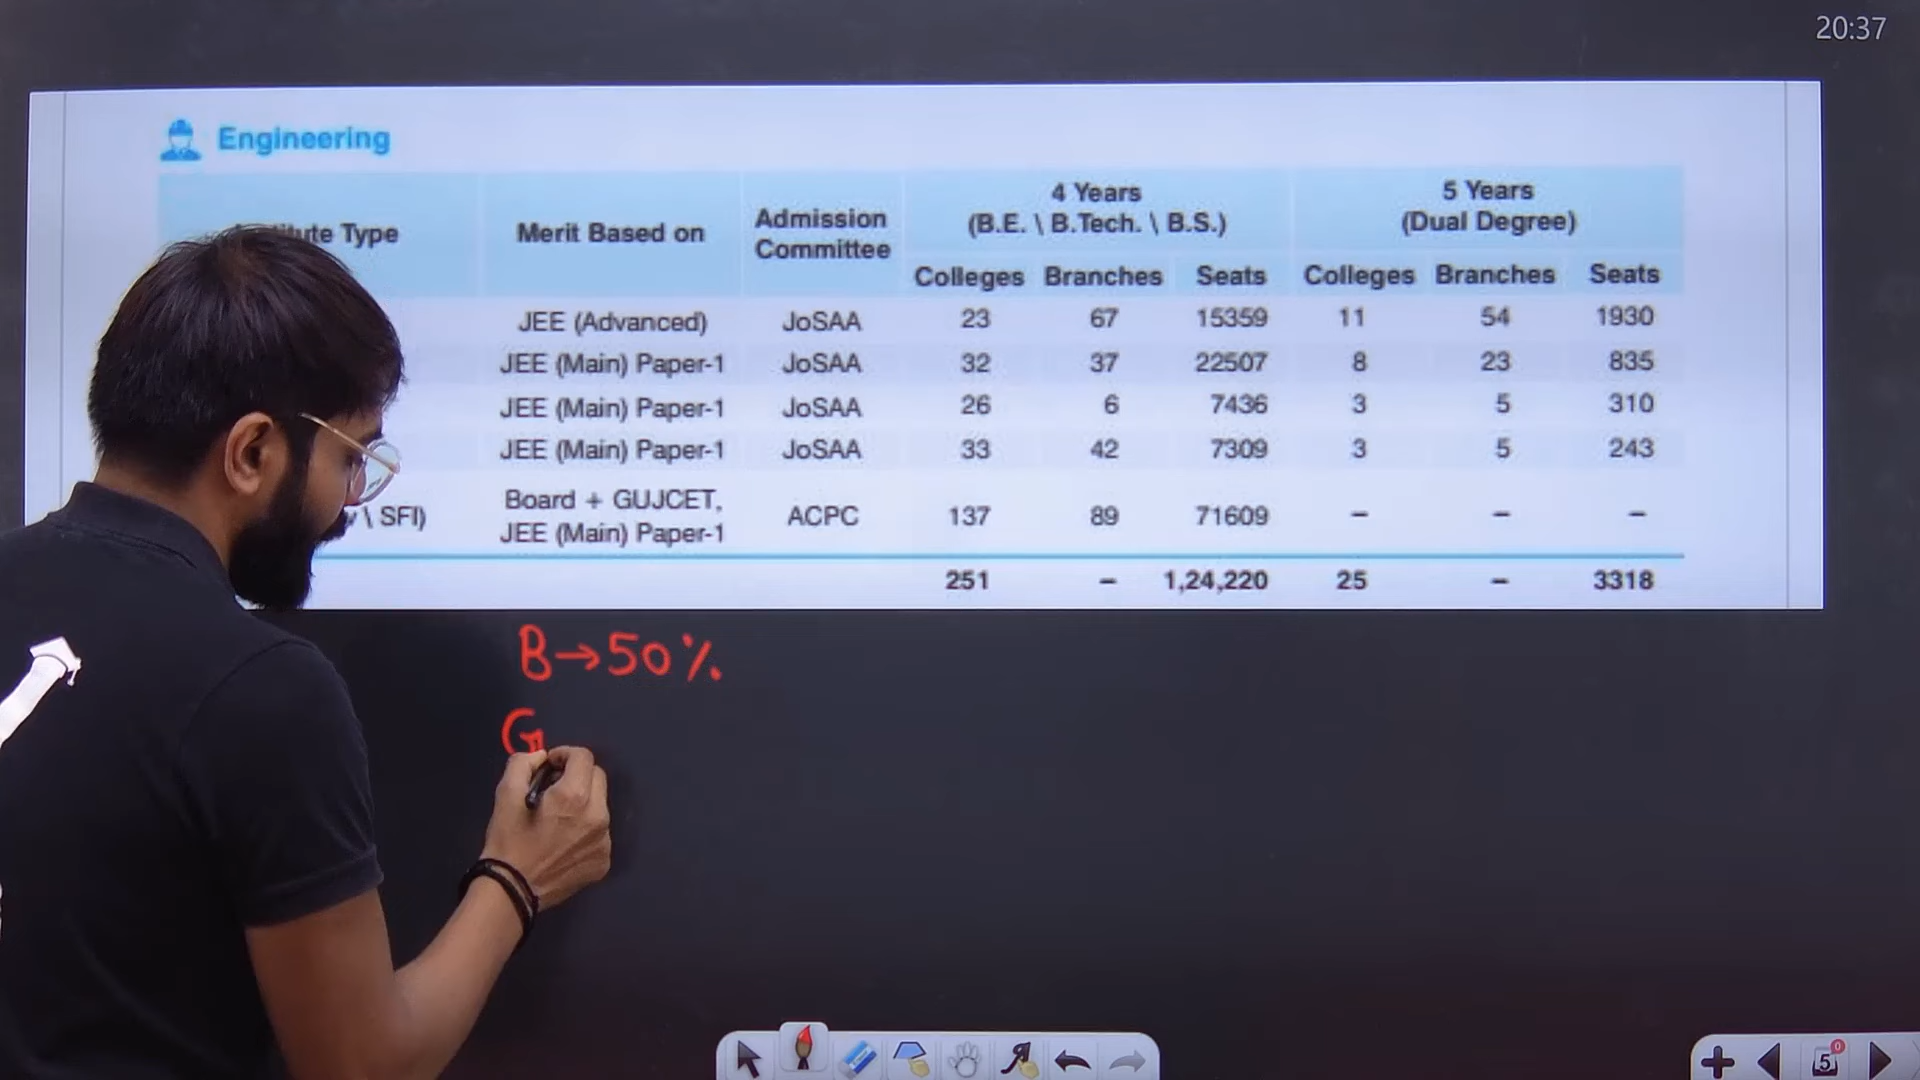 20:37
Engineering
Type Merit Based on Admission Committee 4 Years (B.E. \ B.Tech. \ B.S.) 5 Years (Dual Degree)
Colleges Branches Seats Colleges Branches Seats
JEE (Advanced) JoSAA 23 67 15359 11 54 1930
JEE (Main) Paper-1 JoSAA 32 37 22507 8 23 835
JEE (Main) Paper-1 JoSAA 26 6 7436 3 5 310
JEE (Main) Paper-1 JoSAA 33 42 7309 3 5 243
\ SFI) Board + GUJCET, JEE (Main) Paper-1 ACPC 137 89 71609 – – –
251 – 1,24,220 25 – 3318
B→50%
G
5
0